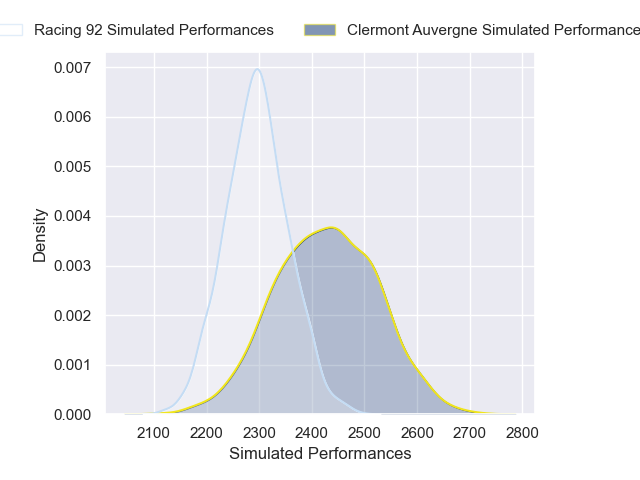 Racing 92 Simulated Performances
Clermont Auvergne Simulated Performance
0.007
0.006
0.005
0.004
0.003
0.002
0.001
0.000
Density
2100 2200 2300 2400 2500 2600 2700 2800
Simulated Performances